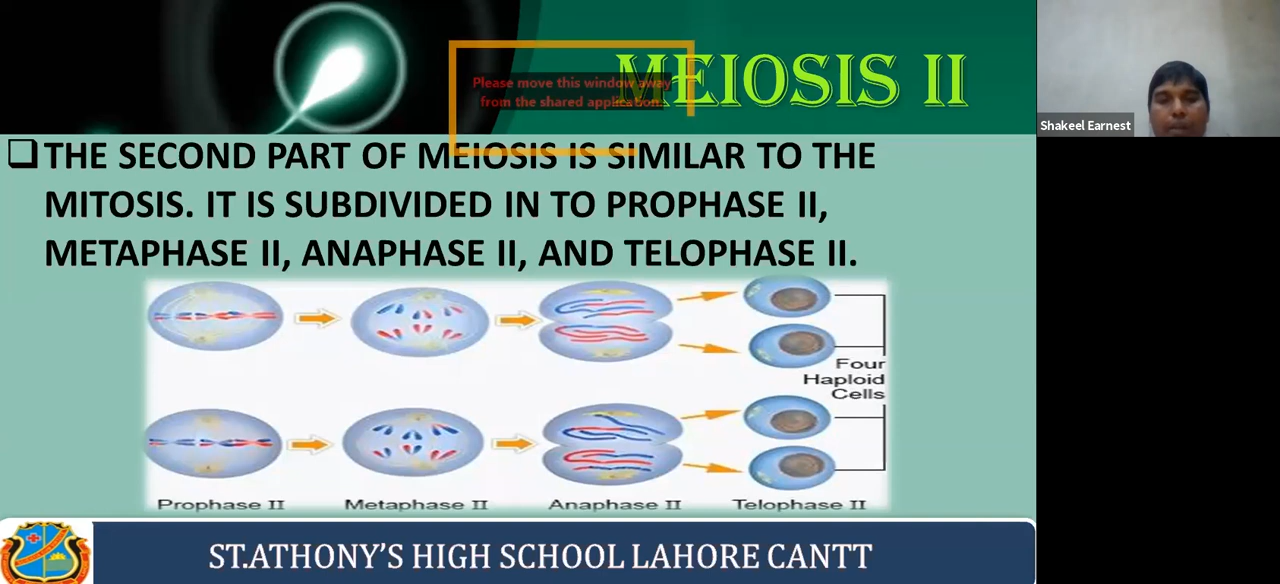 MEIOSIS II
Please move this window away
from the shared application.
Shakeel Earnest
THE SECOND PART OF MEIOSIS IS SIMILAR TO THE
MITOSIS. IT IS SUBDIVIDED IN TO PROPHASE II,
METAPHASE II, ANAPHASE II, AND TELOPHASE II.
Four
Haploid
Cells
Prophase II Metaphase II Anaphase II Telophase II
ST.ATHONY'S HIGH SCHOOL LAHORE CANTT